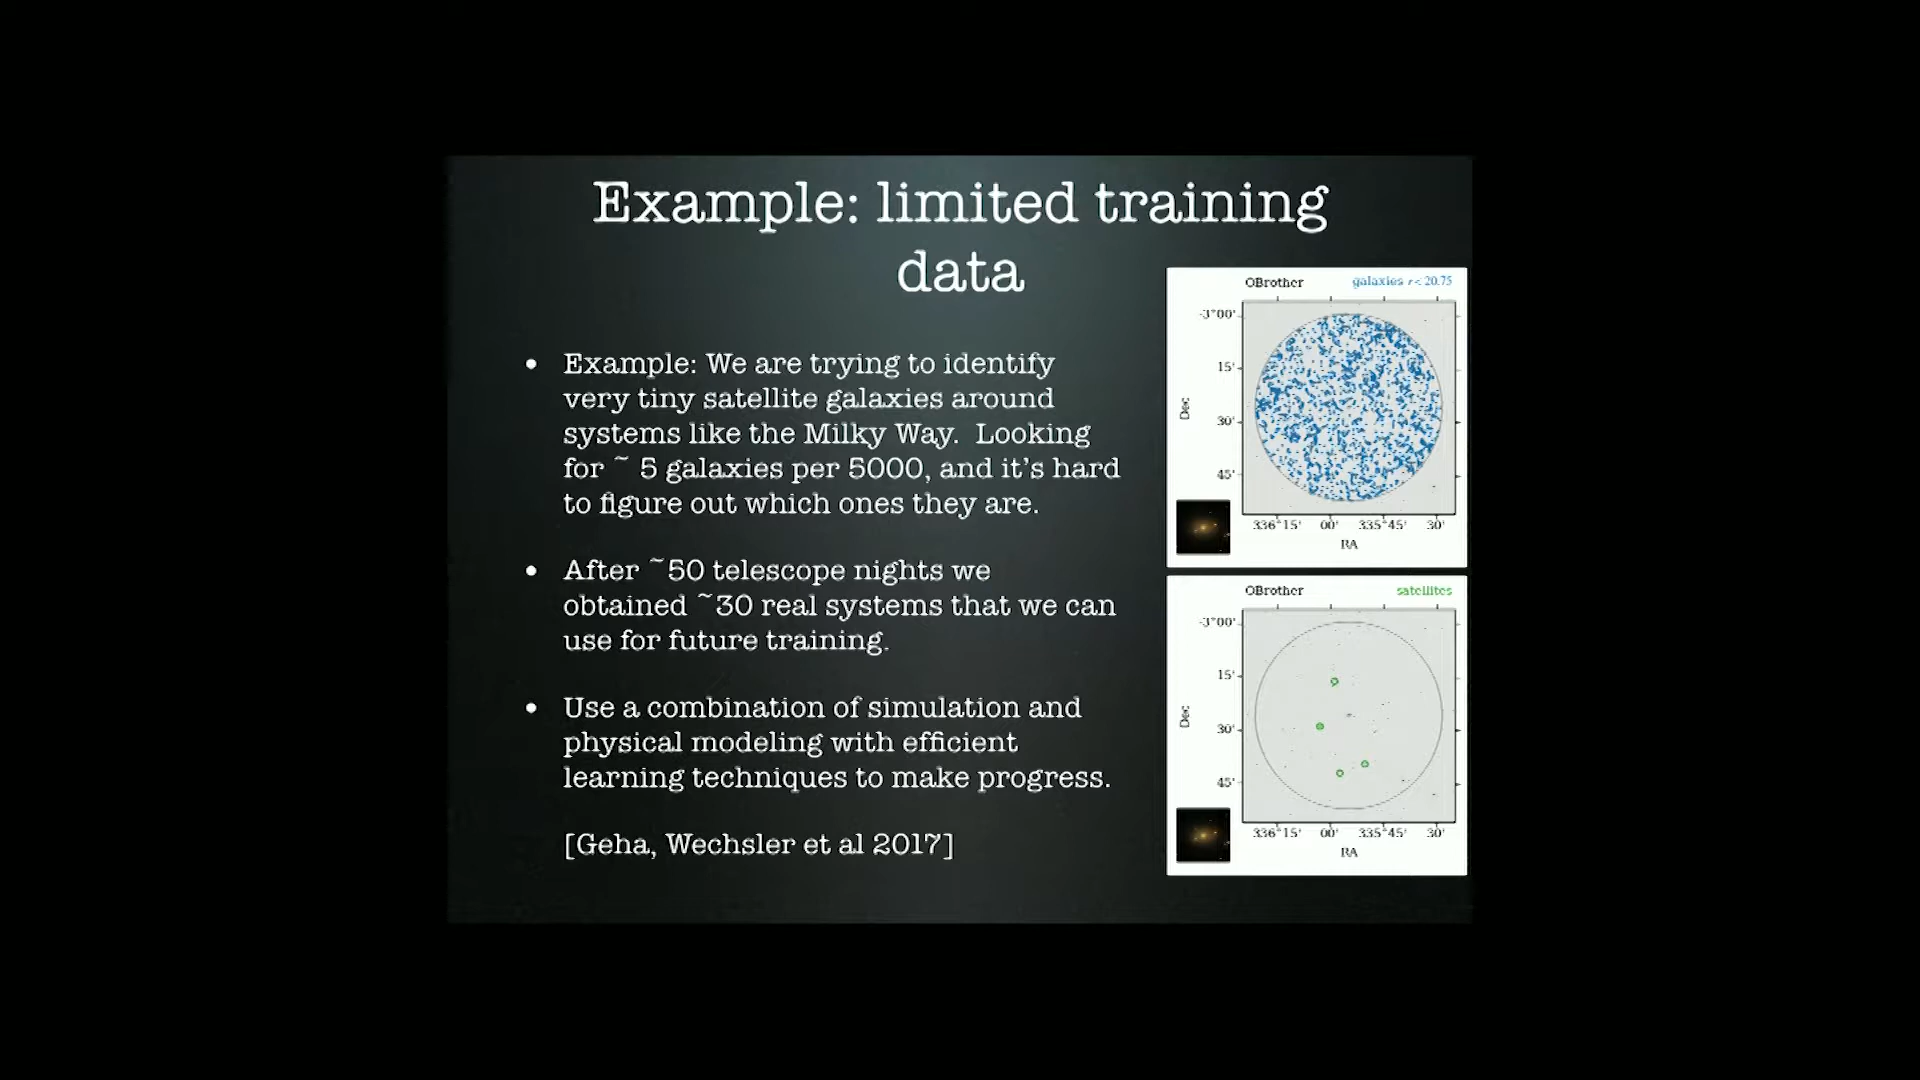 Example: limited training
data
• Example: We are trying to identify
very tiny satellite galaxies around
systems like the Milky Way. Looking
for ~ 5 galaxies per 5000, and it's hard
to figure out which ones they are.
• After ~50 telescope nights we
obtained ~30 real systems that we can
use for future training.
• Use a combination of simulation and
physical modeling with efficient
learning techniques to make progress.
[Geha, Wechsler et al 2017]
OBrother galaxies r < 20.75
-3°00'
15'
30'
45'
Dec
336°15' 00' 335°45' 30'
RA
OBrother satellites
-3°00'
15'
30'
45'
Dec
336°15' 00' 335°45' 30'
RA